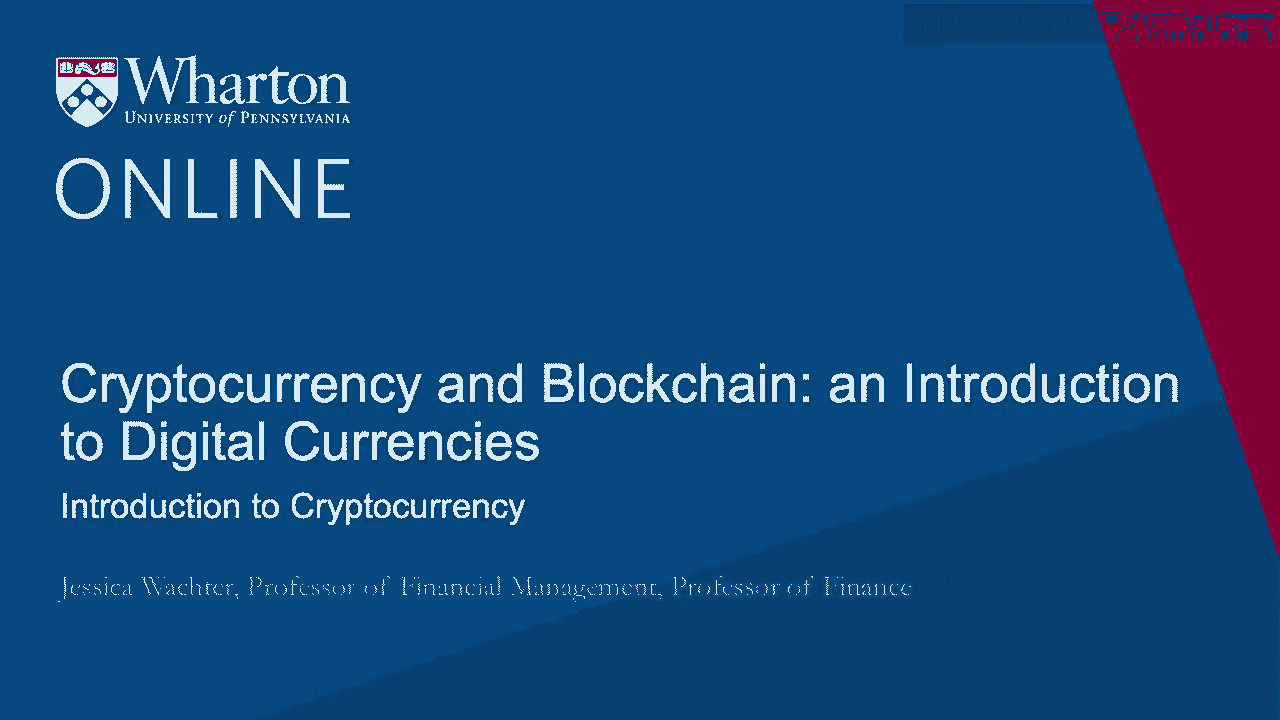 Wharton
UNIVERSITY of PENNSYLVANIA
ONLINE
Cryptocurrency and Blockchain: an Introduction
to Digital Currencies
Introduction to Cryptocurrency
Jessica Wachter, Professor of Financial Management, Professor of Finance